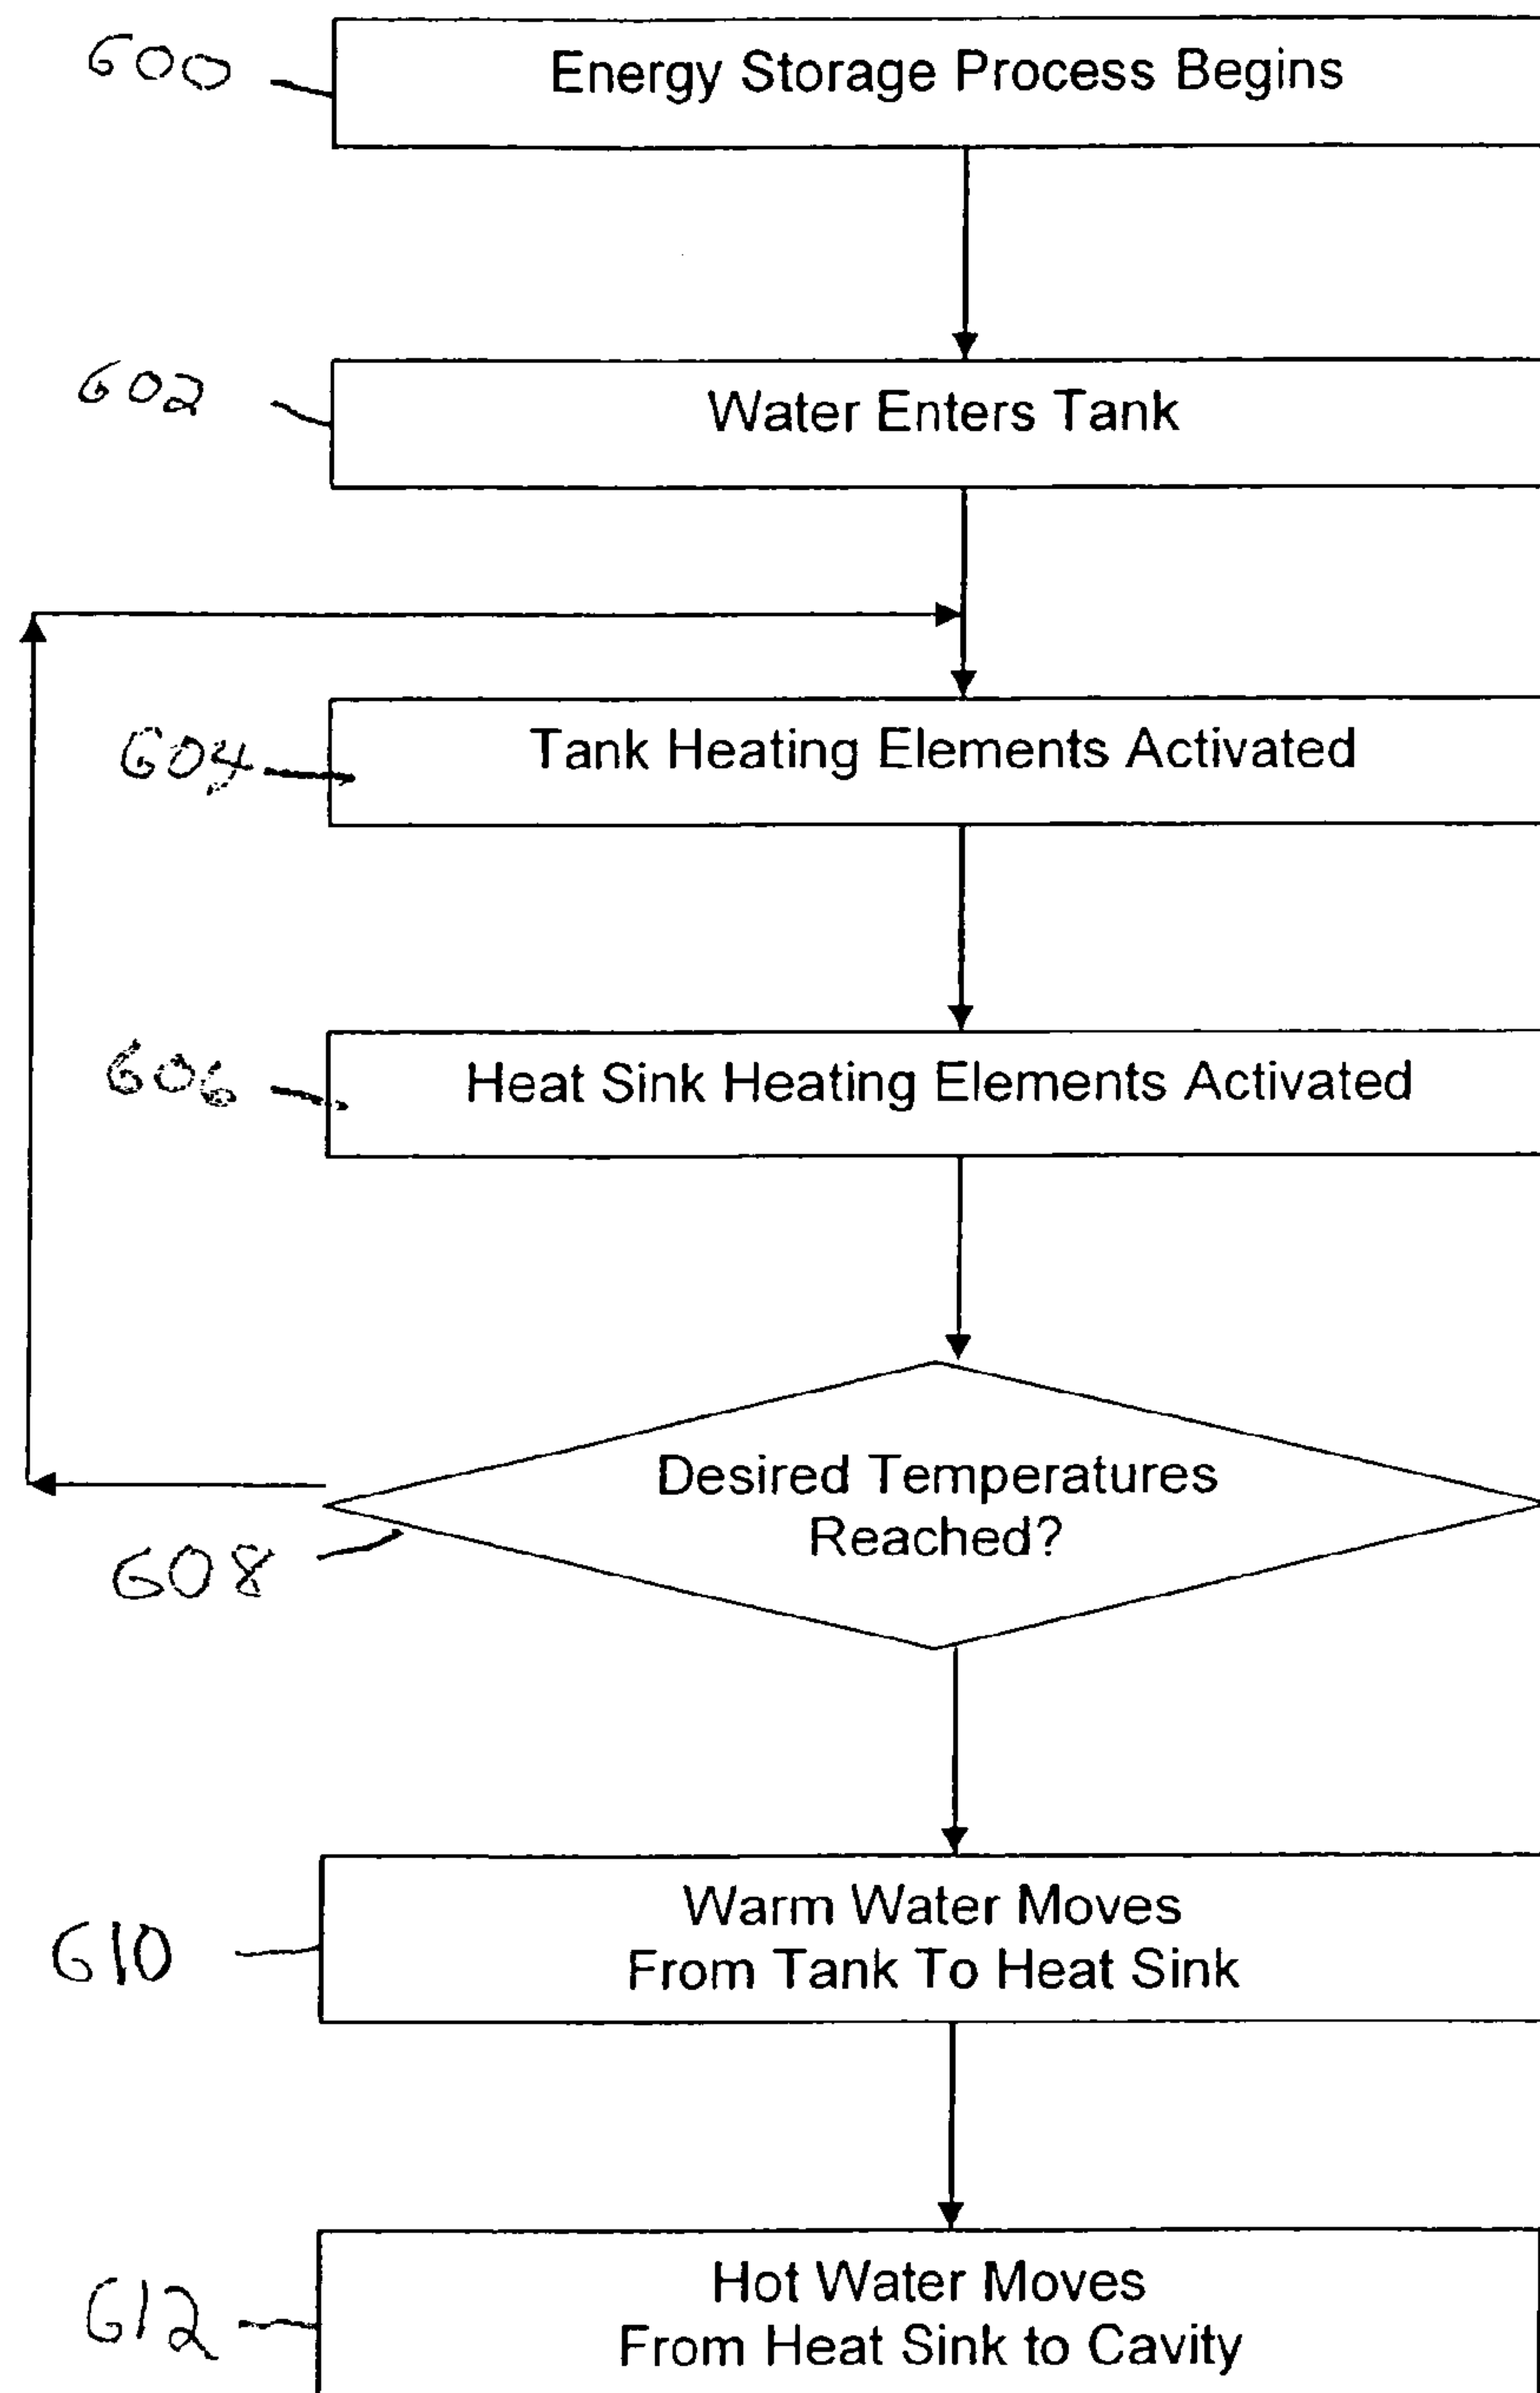 600
Energy Storage Process Begins
602
Water Enters Tank
604
Tank Heating Elements Activated
606
Heat Sink Heating Elements Activated
Desired Temperatures
Reached?
608
Warm Water Moves
From Tank To Heat Sink
610
Hot Water Moves
From Heat Sink to Cavity
612